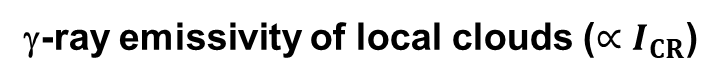 γ-ray emissivity of local clouds (∝ I_CR)